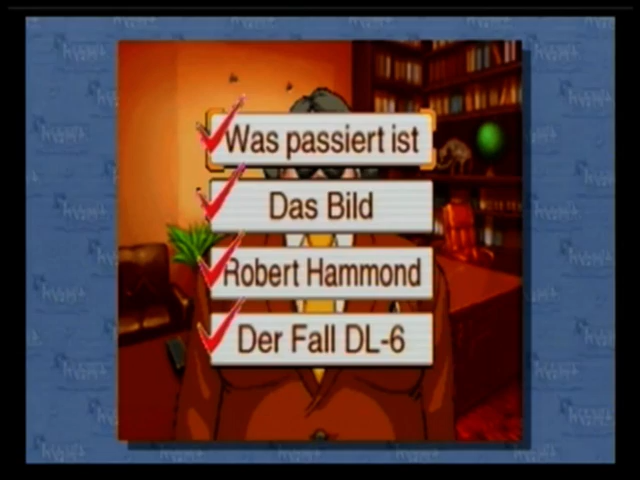 Was passiert ist
Das Bild
Robert Hammond
Der Fall DL-6